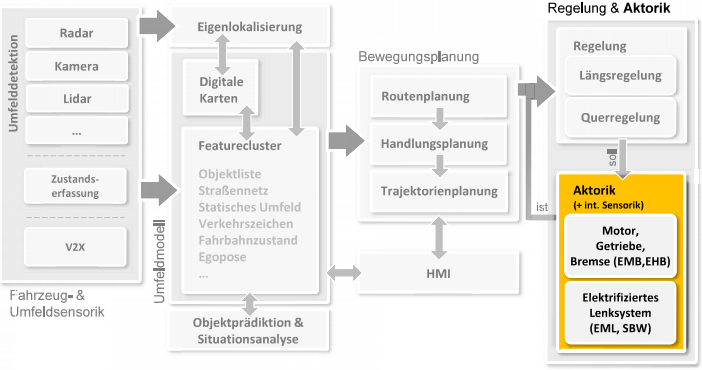 Umfelddetektion
Radar
Kamera
Lidar
...
Zustands-
erfassung
V2X
Fahrzeug- &
Umfeldsensorik
Eigenlokalisierung
Umfeldmodell
Digitale
Karten
Featurecluster
Objektliste
Straßennetz
Statisches Umfeld
Verkehrszeichen
Fahrbahnzustand
Egopose
...
Objektprädiktion &
Situationsanalyse
Bewegungsplanung
Routenplanung
Handlungsplanung
Trajektorienplanung
HMI
Regelung & Aktorik
Regelung
Längsregelung
Querregelung
soll
ist
Aktorik
(+ int. Sensorik)
Motor,
Getriebe,
Bremse (EMB,EHB)
Elektrifiziertes
Lenksystem
(EML, SBW)